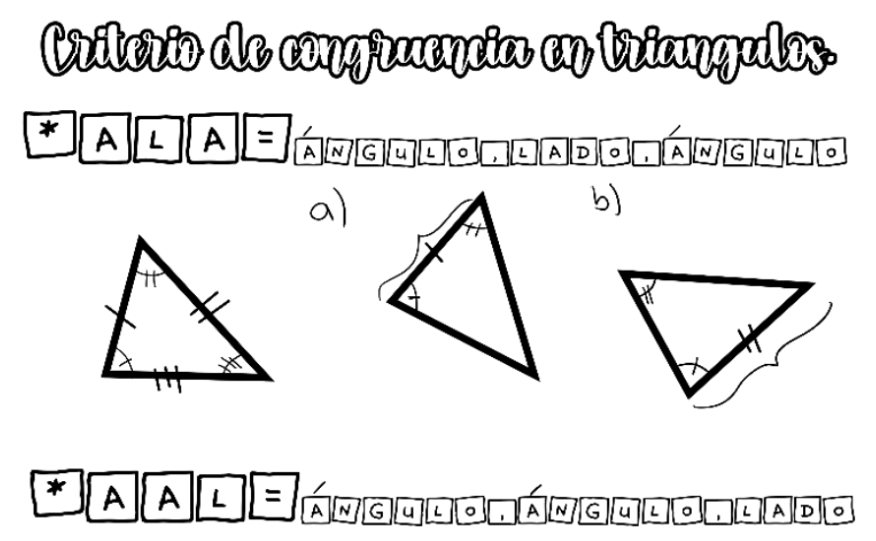 Criterio de congruencia en triangulos.
* ALA = ÁNGULO, LADO, ÁNGULO
a) b)
* AAL = ÁNGULO, ÁNGULO, LADO